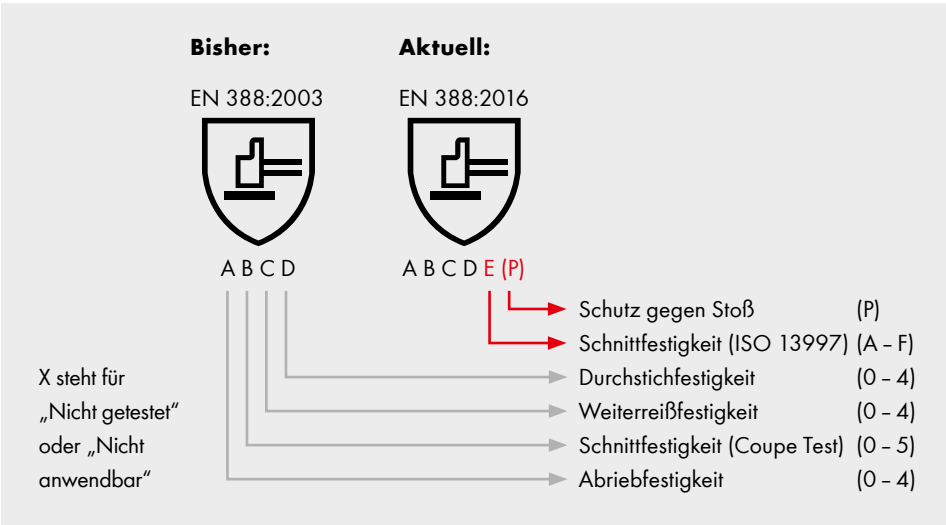 Bisher:
Aktuell:
EN 388:2003
EN 388:2016
A B C D
A B C D E (P)
Schutz gegen Stoß (P)
Schnittfestigkeit (ISO 13997) (A – F)
Durchstichfestigkeit (0 – 4)
Weiterreißfestigkeit (0 – 4)
Schnittfestigkeit (Coupe Test) (0 – 5)
Abriebfestigkeit (0 – 4)
X steht für
„Nicht getestet“
oder „Nicht
anwendbar“